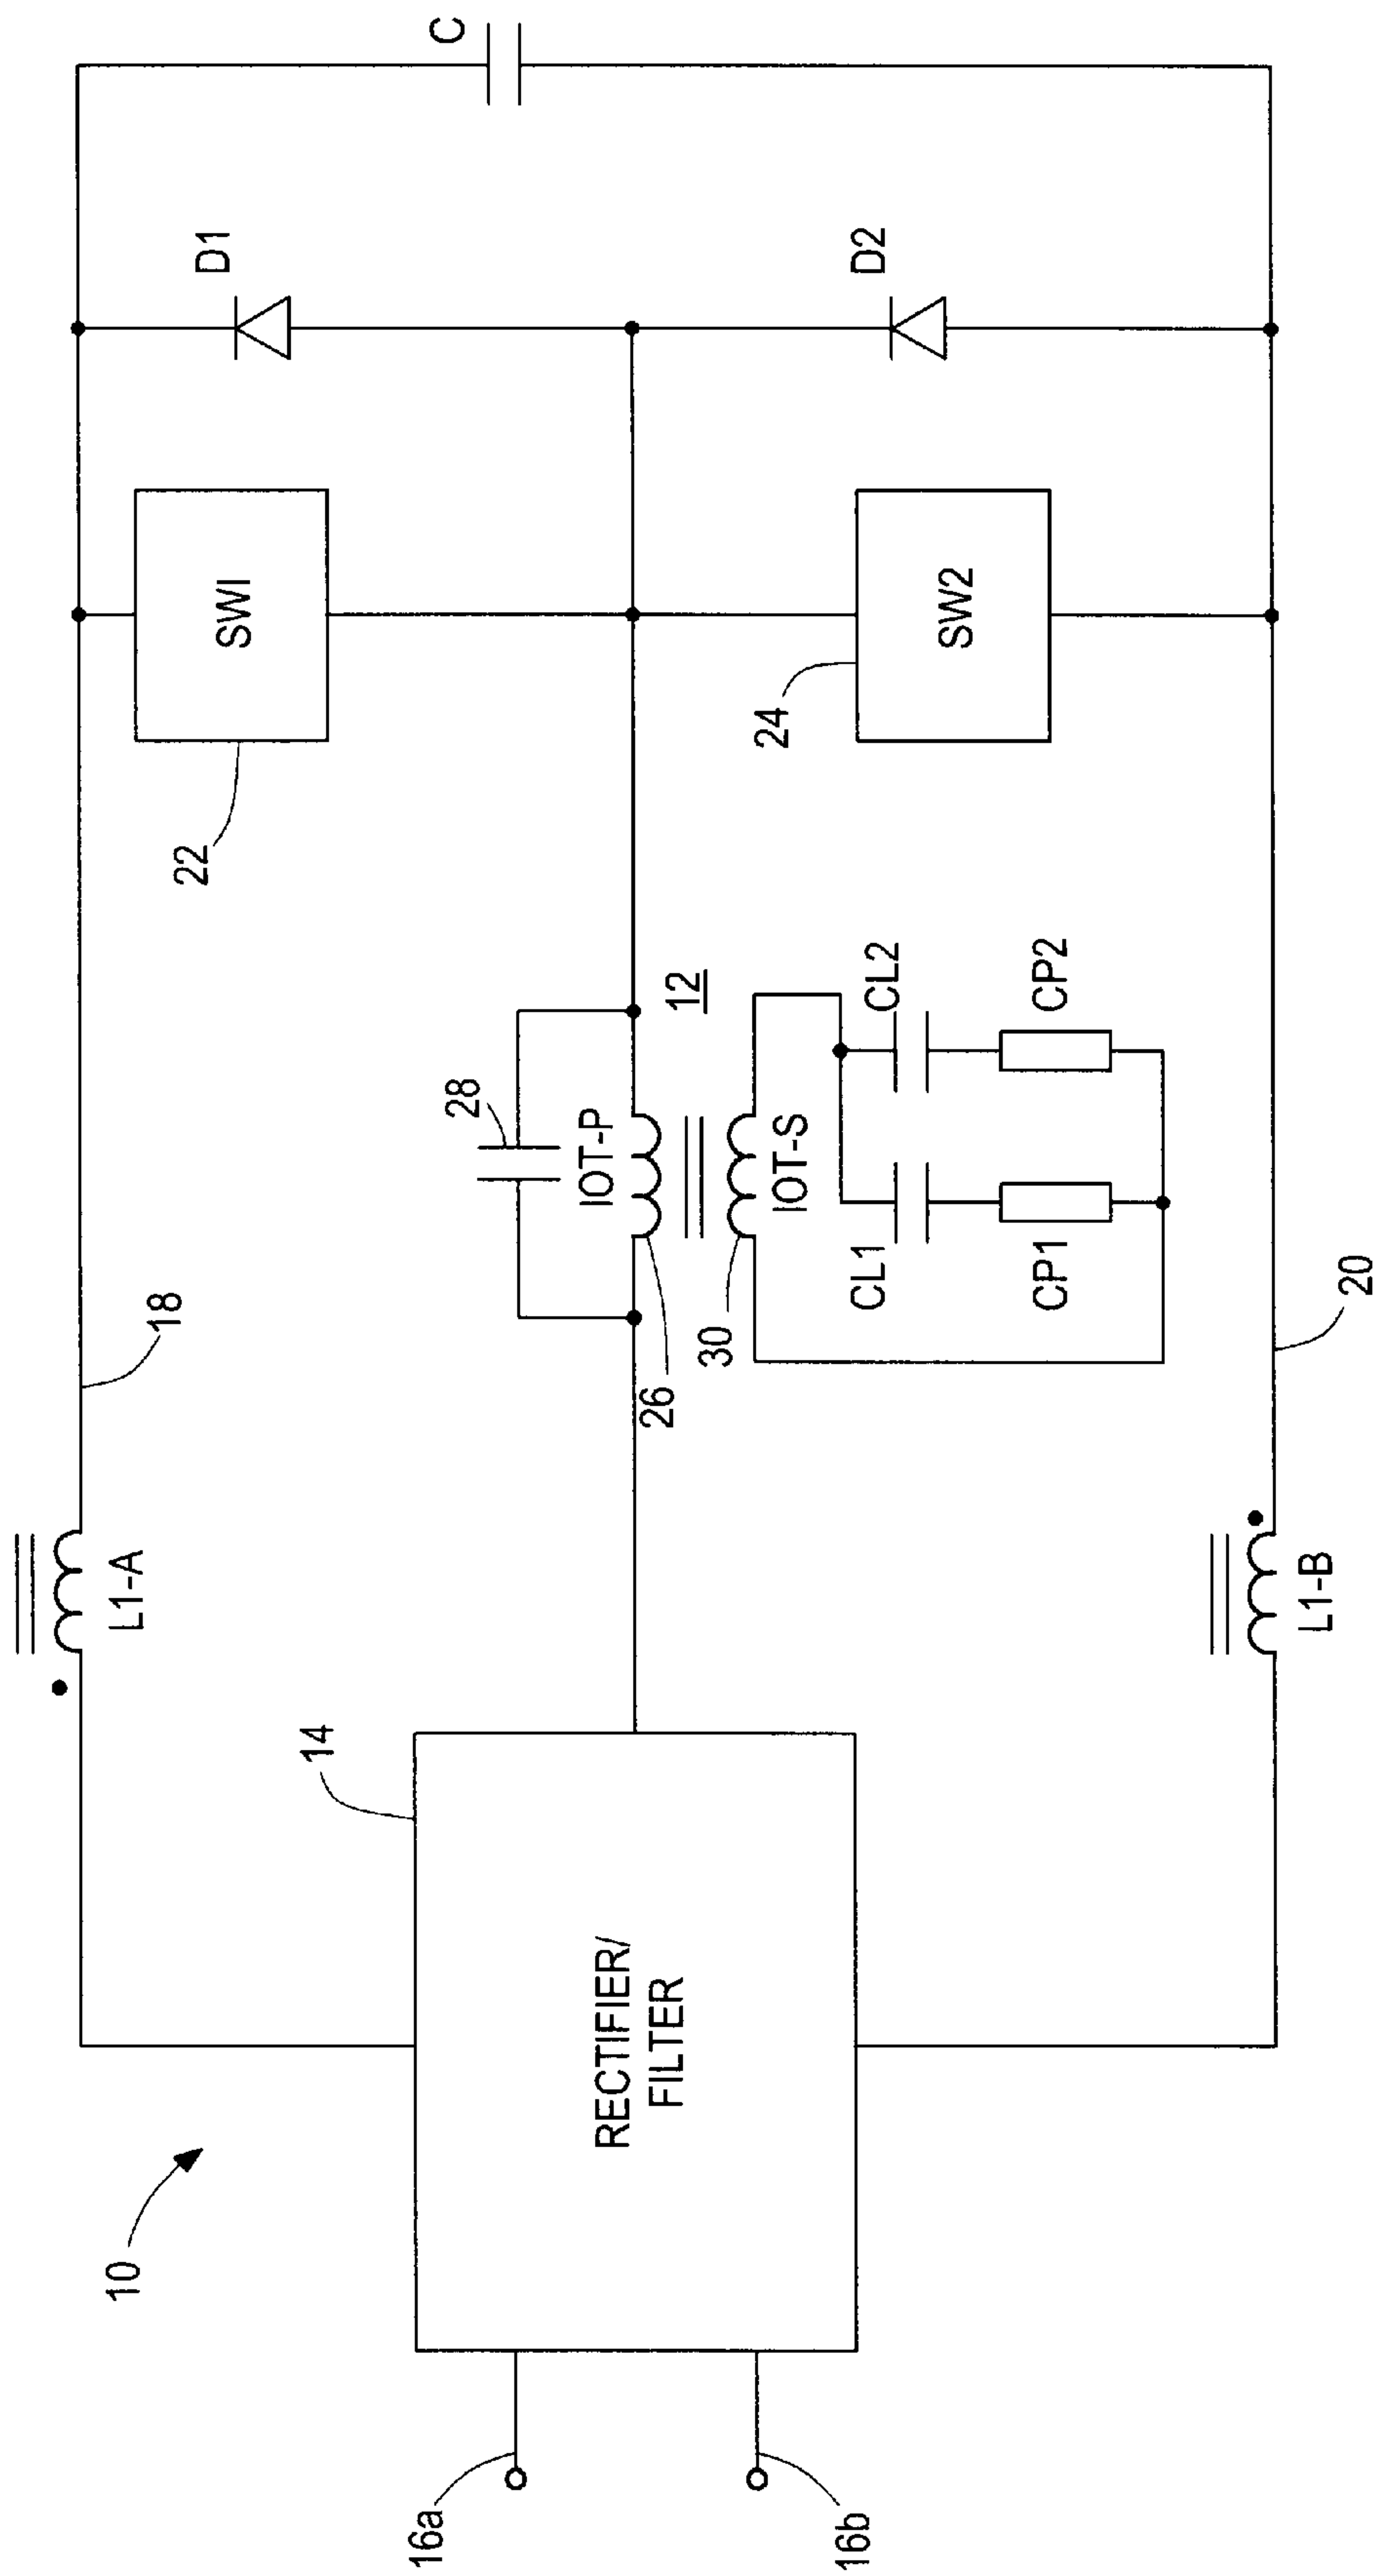 10
16a
16b
RECTIFIER/
FILTER
14
L1-A
L1-B
18
20
26
30
IOT-P
IOT-S
28
12
CL1
CP1
CL2
CP2
22
SW1
24
SW2
D1
D2
C